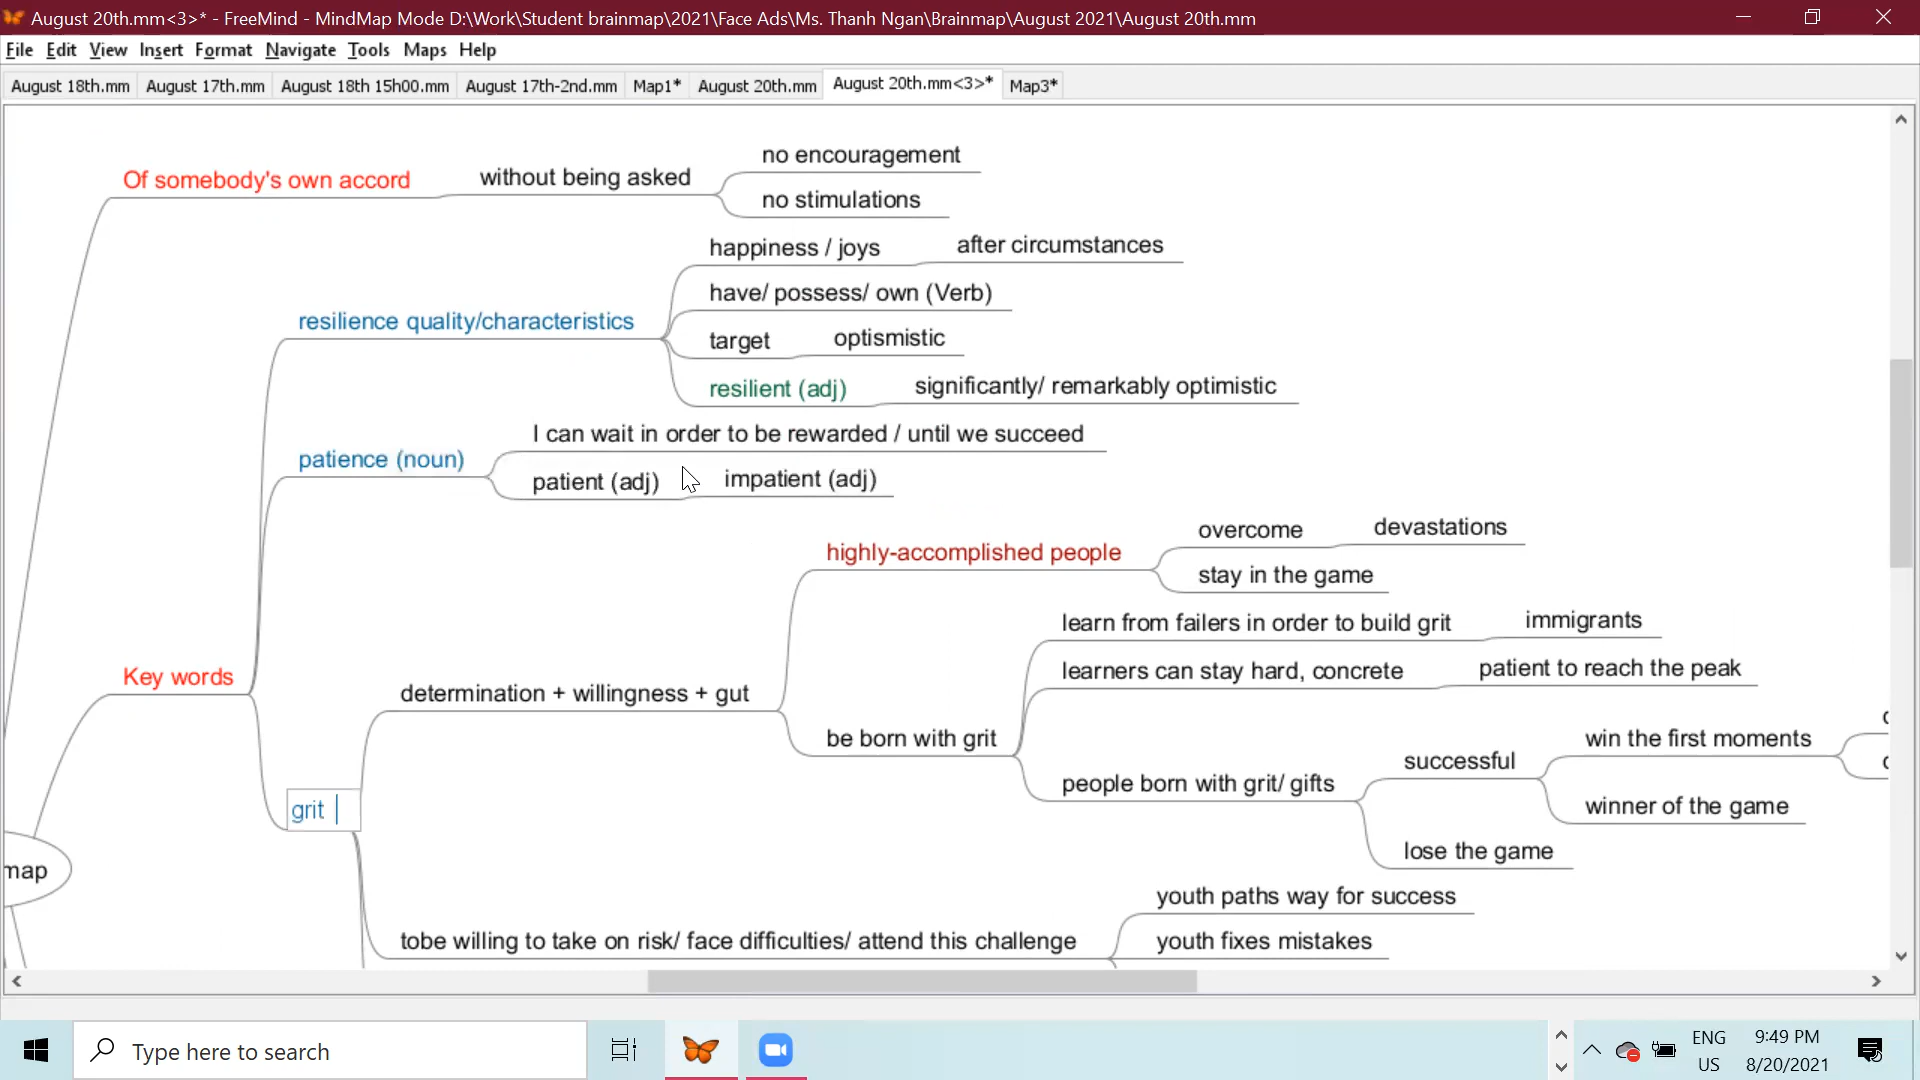 August 20th.mm<3>* - FreeMind - MindMap Mode D:\Work\Student brainmap\2021\Face Ads\Ms. Thanh Ngan\Brainmap\August 2021\August 20th.mm
File Edit View Insert Format Navigate Tools Maps Help
August 18th.mm August 17th.mm August 18th 15h00.mm August 17th-2nd.mm Map1* August 20th.mm August 20th.mm<3>* Map3*
Of somebody's own accord
without being asked
no encouragement
no stimulations
Key words
resilience quality/characteristics
happiness / joys
after circumstances
have/ possess/ own (Verb)
target
optismistic
resilient (adj)
significantly/ remarkably optimistic
patience (noun)
I can wait in order to be rewarded / until we succeed
patient (adj)
impatient (adj)
grit
determination + willingness + gut
highly-accomplished people
overcome
devastations
stay in the game
be born with grit
learn from failers in order to build grit
immigrants
learners can stay hard, concrete
patient to reach the peak
people born with grit/ gifts
successful
win the first moments
winner of the game
lose the game
tobe willing to take on risk/ face difficulties/ attend this challenge
youth paths way for success
youth fixes mistakes
map
Type here to search
ENG
US
9:49 PM
8/20/2021